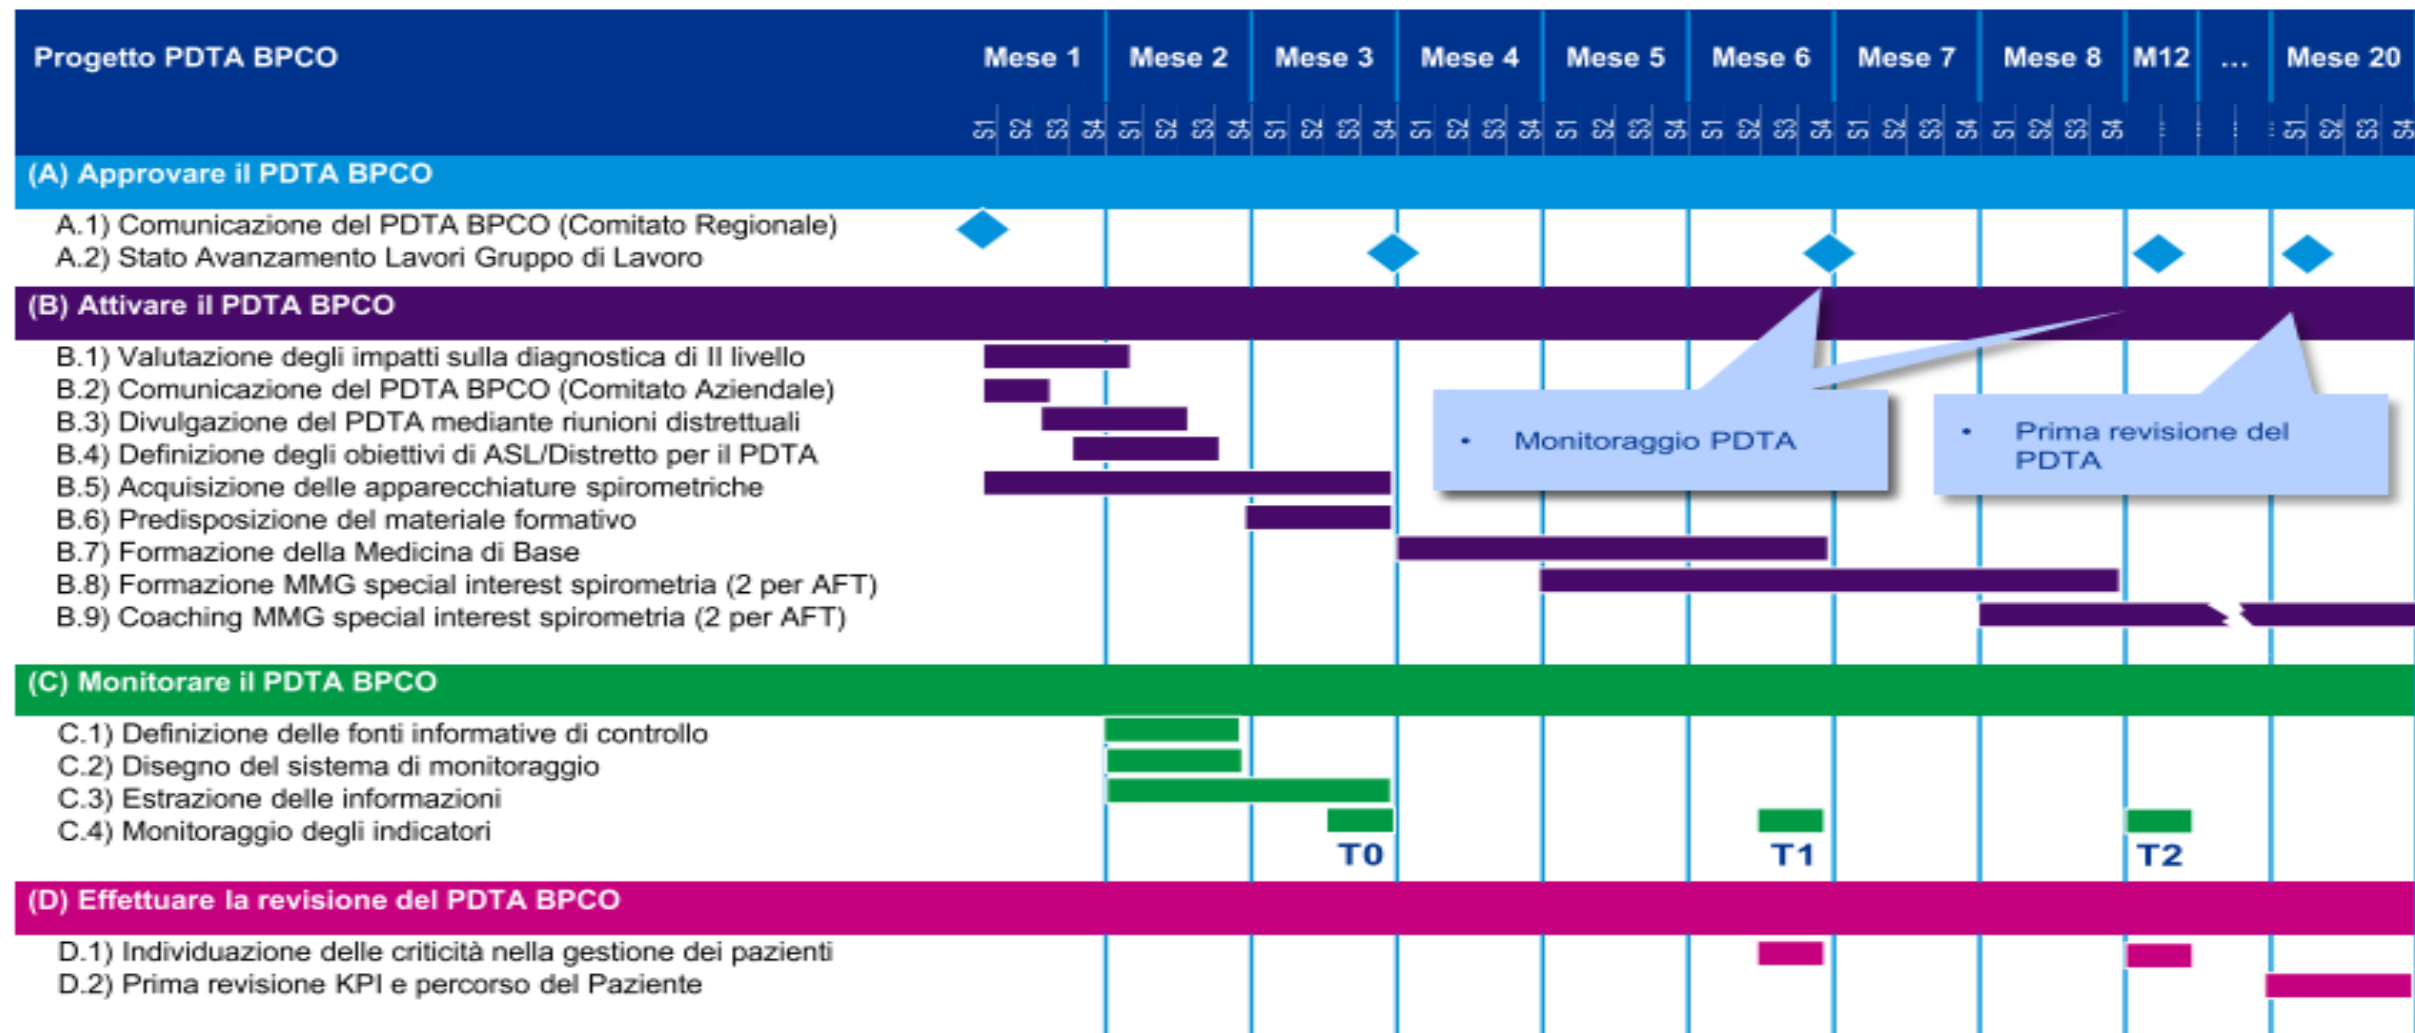 Progetto PDTA BPCO Mese 1 Mese 2 Mese 3 Mese 4 Mese 5 Mese 6 Mese 7 Mese 8 M12 ... Mese 20
S1 S2 S3 S4 S1 S2 S3 S4 S1 S2 S3 S4 S1 S2 S3 S4 S1 S2 S3 S4 S1 S2 S3 S4 S1 S2 S3 S4 S1 S2 S3 S4 ... ... ... ... S1 S2 S3 S4
(A) Approvare il PDTA BPCO
A.1) Comunicazione del PDTA BPCO (Comitato Regionale)
A.2) Stato Avanzamento Lavori Gruppo di Lavoro
(B) Attivare il PDTA BPCO
B.1) Valutazione degli impatti sulla diagnostica di II livello
B.2) Comunicazione del PDTA BPCO (Comitato Aziendale)
B.3) Divulgazione del PDTA mediante riunioni distrettuali
B.4) Definizione degli obiettivi di ASL/Distretto per il PDTA
B.5) Acquisizione delle apparecchiature spirometriche
B.6) Predisposizione del materiale formativo
B.7) Formazione della Medicina di Base
B.8) Formazione MMG special interest spirometria (2 per AFT)
B.9) Coaching MMG special interest spirometria (2 per AFT)
• Monitoraggio PDTA
• Prima revisione del
PDTA
(C) Monitorare il PDTA BPCO
C.1) Definizione delle fonti informative di controllo
C.2) Disegno del sistema di monitoraggio
C.3) Estrazione delle informazioni
C.4) Monitoraggio degli indicatori
T0 T1 T2
(D) Effettuare la revisione del PDTA BPCO
D.1) Individuazione delle criticità nella gestione dei pazienti
D.2) Prima revisione KPI e percorso del Paziente